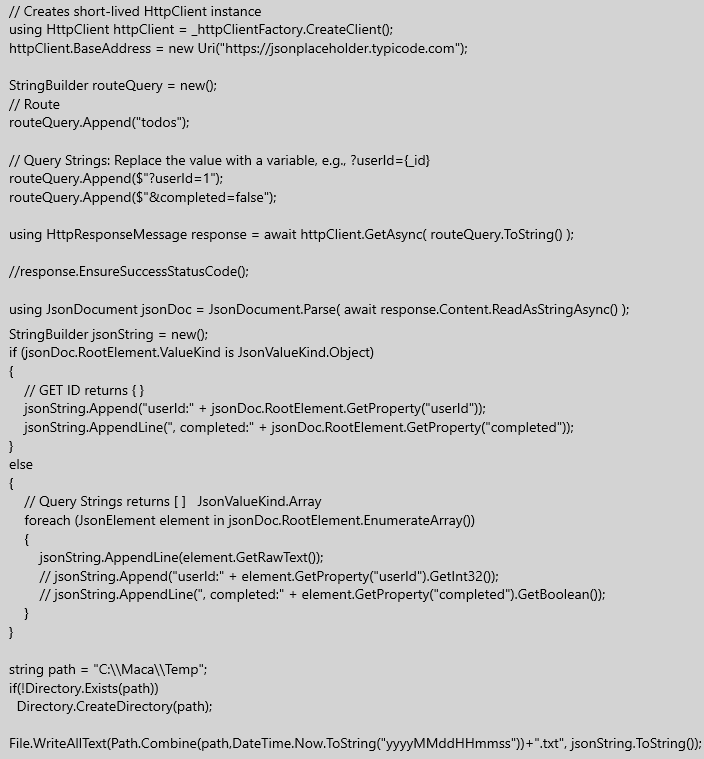 // Creates short-lived HttpClient instance
using HttpClient httpClient = _httpClientFactory.CreateClient();
httpClient.BaseAddress = new Uri("https://jsonplaceholder.typicode.com");

StringBuilder routeQuery = new();
// Route
routeQuery.Append("todos");

// Query Strings: Replace the value with a variable, e.g., ?userId={_id}
routeQuery.Append($"?userId=1");
routeQuery.Append($"&completed=false");

using HttpResponseMessage response = await httpClient.GetAsync( routeQuery.ToString() );

//response.EnsureSuccessStatusCode();

using JsonDocument jsonDoc = JsonDocument.Parse( await response.Content.ReadAsStringAsync() );
StringBuilder jsonString = new();
if (jsonDoc.RootElement.ValueKind is JsonValueKind.Object)
{
    // GET ID returns { }
    jsonString.Append("userId:" + jsonDoc.RootElement.GetProperty("userId"));
    jsonString.AppendLine(", completed:" + jsonDoc.RootElement.GetProperty("completed"));
}
else
{
    // Query Strings returns [ ]   JsonValueKind.Array
    foreach (JsonElement element in jsonDoc.RootElement.EnumerateArray())
    {
        jsonString.AppendLine(element.GetRawText());
        // jsonString.Append("userId:" + element.GetProperty("userId").GetInt32());
        // jsonString.AppendLine(", completed:" + element.GetProperty("completed").GetBoolean());
    }
}

string path = "C:\\Maca\\Temp";
if(!Directory.Exists(path))
  Directory.CreateDirectory(path);

File.WriteAllText(Path.Combine(path,DateTime.Now.ToString("yyyyMMddHHmmss"))+".txt", jsonString.ToString());